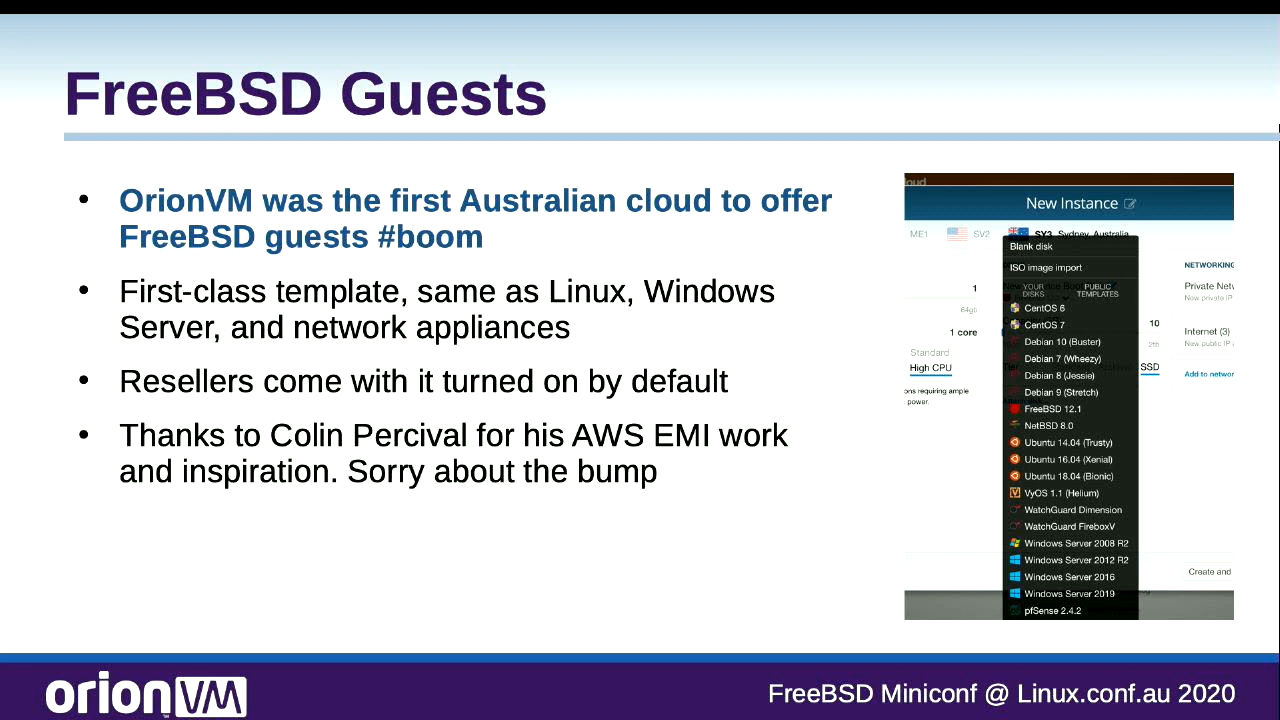 FreeBSD Guests
• OrionVM was the first Australian cloud to offer
FreeBSD guests #boom
• First-class template, same as Linux, Windows
Server, and network appliances
• Resellers come with it turned on by default
• Thanks to Colin Percival for his AWS EMI work
and inspiration. Sorry about the bump
New Instance
ME1 SV2 SY3 Sydney, Australia
Blank disk
ISO image import
YOUR DISKS
PUBLIC TEMPLATES
CentOS 6
CentOS 7
Debian 10 (Buster)
Debian 7 (Wheezy)
Debian 8 (Jessie)
Debian 9 (Stretch)
FreeBSD 12.1
NetBSD 8.0
Ubuntu 14.04 (Trusty)
Ubuntu 16.04 (Xenial)
Ubuntu 18.04 (Bionic)
VyOS 1.1 (Helium)
WatchGuard Dimension
WatchGuard FireboxV
Windows Server 2008 R2
Windows Server 2012 R2
Windows Server 2016
Windows Server 2019
pfSense 2.4.2
1
64gb
1 core
Standard
High CPU
ons requiring ample
power.
10
SSD
NETWORKING
Private Netw
New private IP
Internet (3)
New public IP
Add to networ
Create and
orionVM
FreeBSD Miniconf @ Linux.conf.au 2020